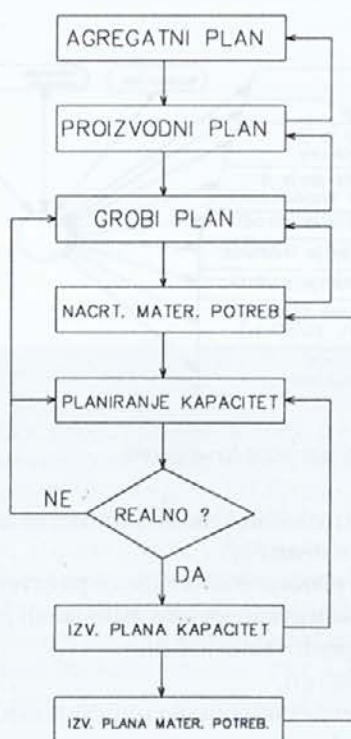 AGREGATNI PLAN
PROIZVODNI PLAN
GROBI PLAN
NACRT. MATER. POTREB
PLANIRANJE KAPACITET
NE
REALNO ?
DA
IZV. PLANA KAPACITET
IZV. PLANA MATER. POTREB.